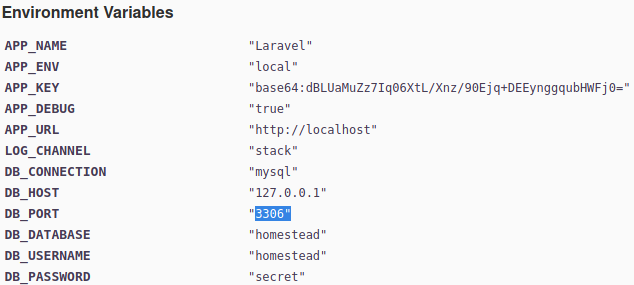 Environment Variables
APP_NAME "Laravel"
APP_ENV "local"
APP_KEY "base64:dBLUaMuZz7Iq06XtL/Xnz/90Ejq+DEEynggqubHWFj0="
APP_DEBUG "true"
APP_URL "http://localhost"
LOG_CHANNEL "stack"
DB_CONNECTION "mysql"
DB_HOST "127.0.0.1"
DB_PORT "3306"
DB_DATABASE "homestead"
DB_USERNAME "homestead"
DB_PASSWORD "secret"